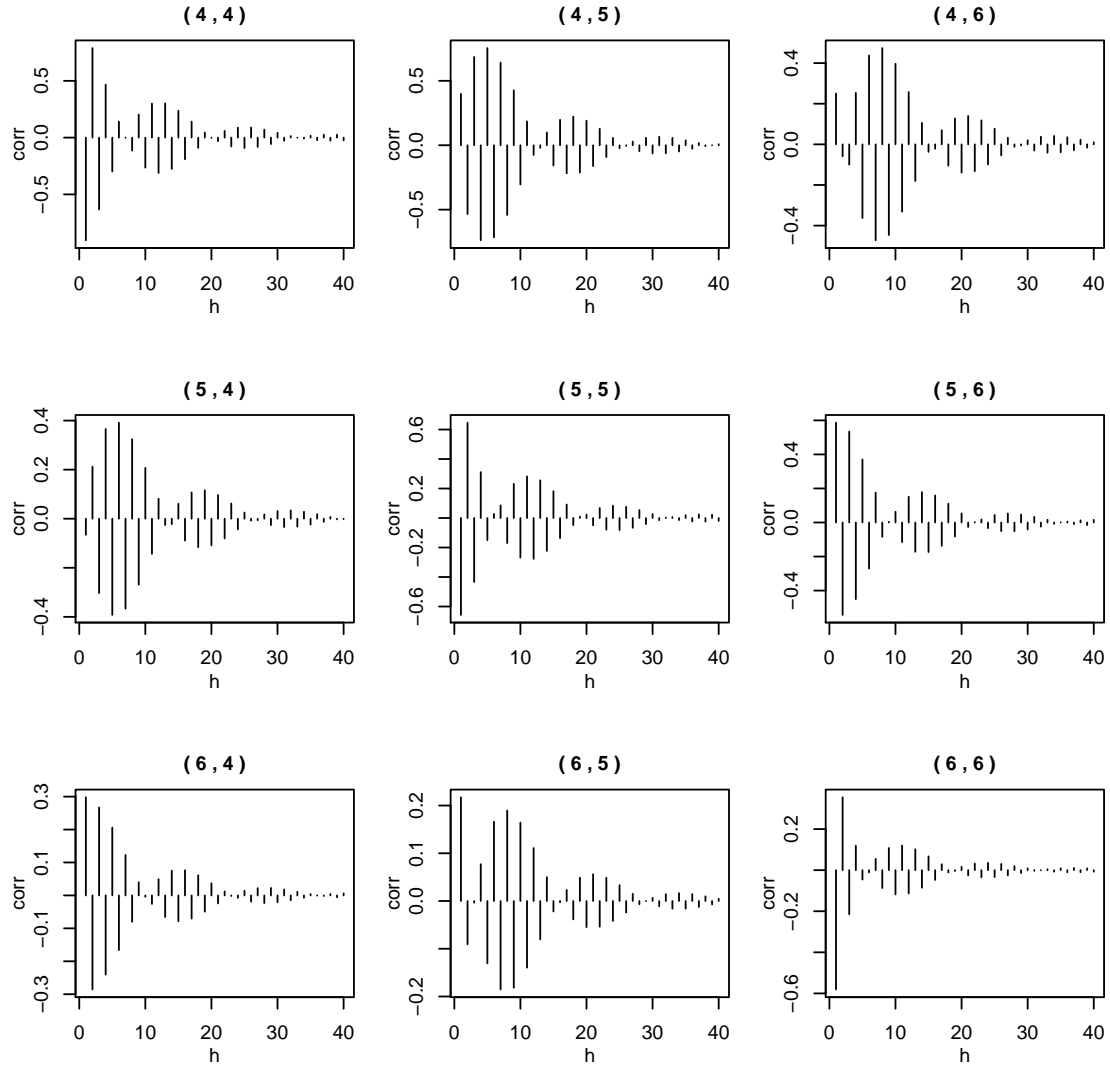 ( 4 , 4 )
corr
−0.5 0.0 0.5
0 10 20 30 40
h
( 4 , 5 )
corr
−0.5 0.0 0.5
0 10 20 30 40
h
( 4 , 6 )
corr
−0.4 0.0 0.4
0 10 20 30 40
h
( 5 , 4 )
corr
−0.4 0.0 0.2 0.4
0 10 20 30 40
h
( 5 , 5 )
corr
−0.6 −0.2 0.2 0.6
0 10 20 30 40
h
( 5 , 6 )
corr
−0.4 0.0 0.4
0 10 20 30 40
h
( 6 , 4 )
corr
−0.3 −0.1 0.1 0.3
0 10 20 30 40
h
( 6 , 5 )
corr
−0.2 0.0 0.1 0.2
0 10 20 30 40
h
( 6 , 6 )
corr
−0.6 −0.2 0.2
0 10 20 30 40
h